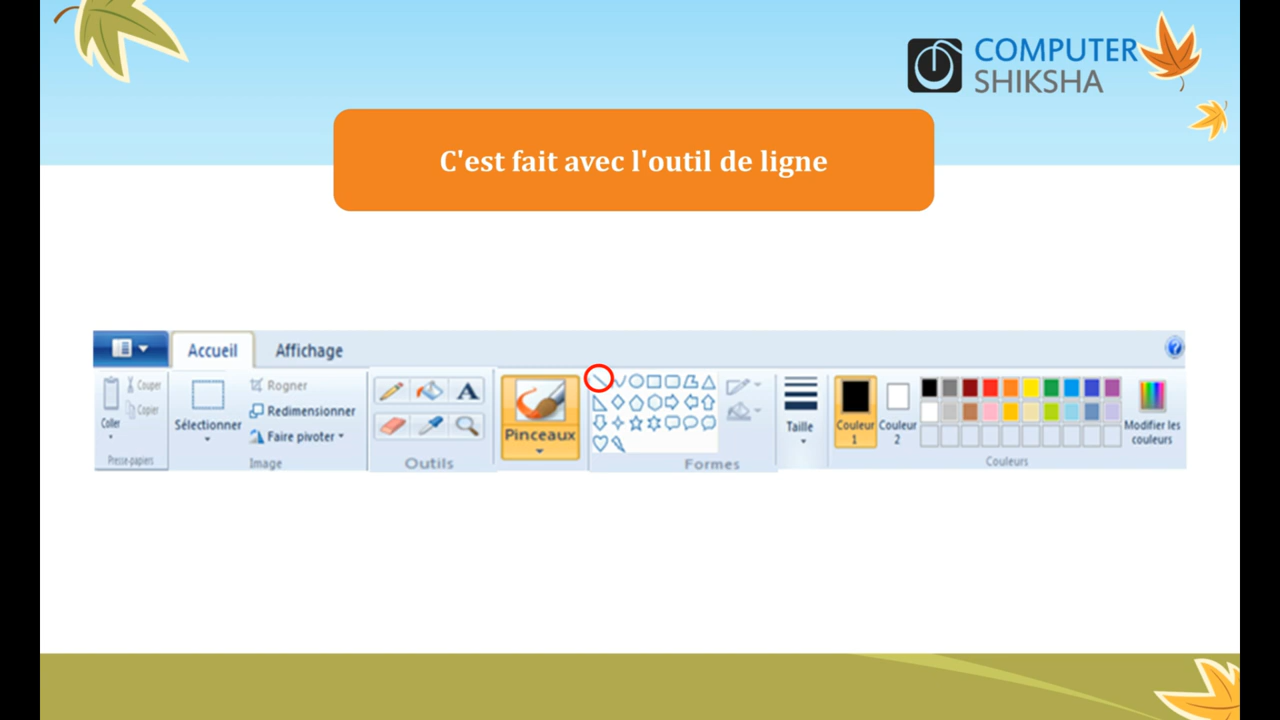 COMPUTER
SHIKSHA
C'est fait avec l'outil de ligne
Accueil
Affichage
Couper
Copier
Coller
Presse-papiers
Sélectionner
Rogner
Redimensionner
Faire pivoter
Image
A
Outils
Pinceaux
Formes
Taille
Couleur
1
Couleur
2
Modifier les
couleurs
Couleurs
?